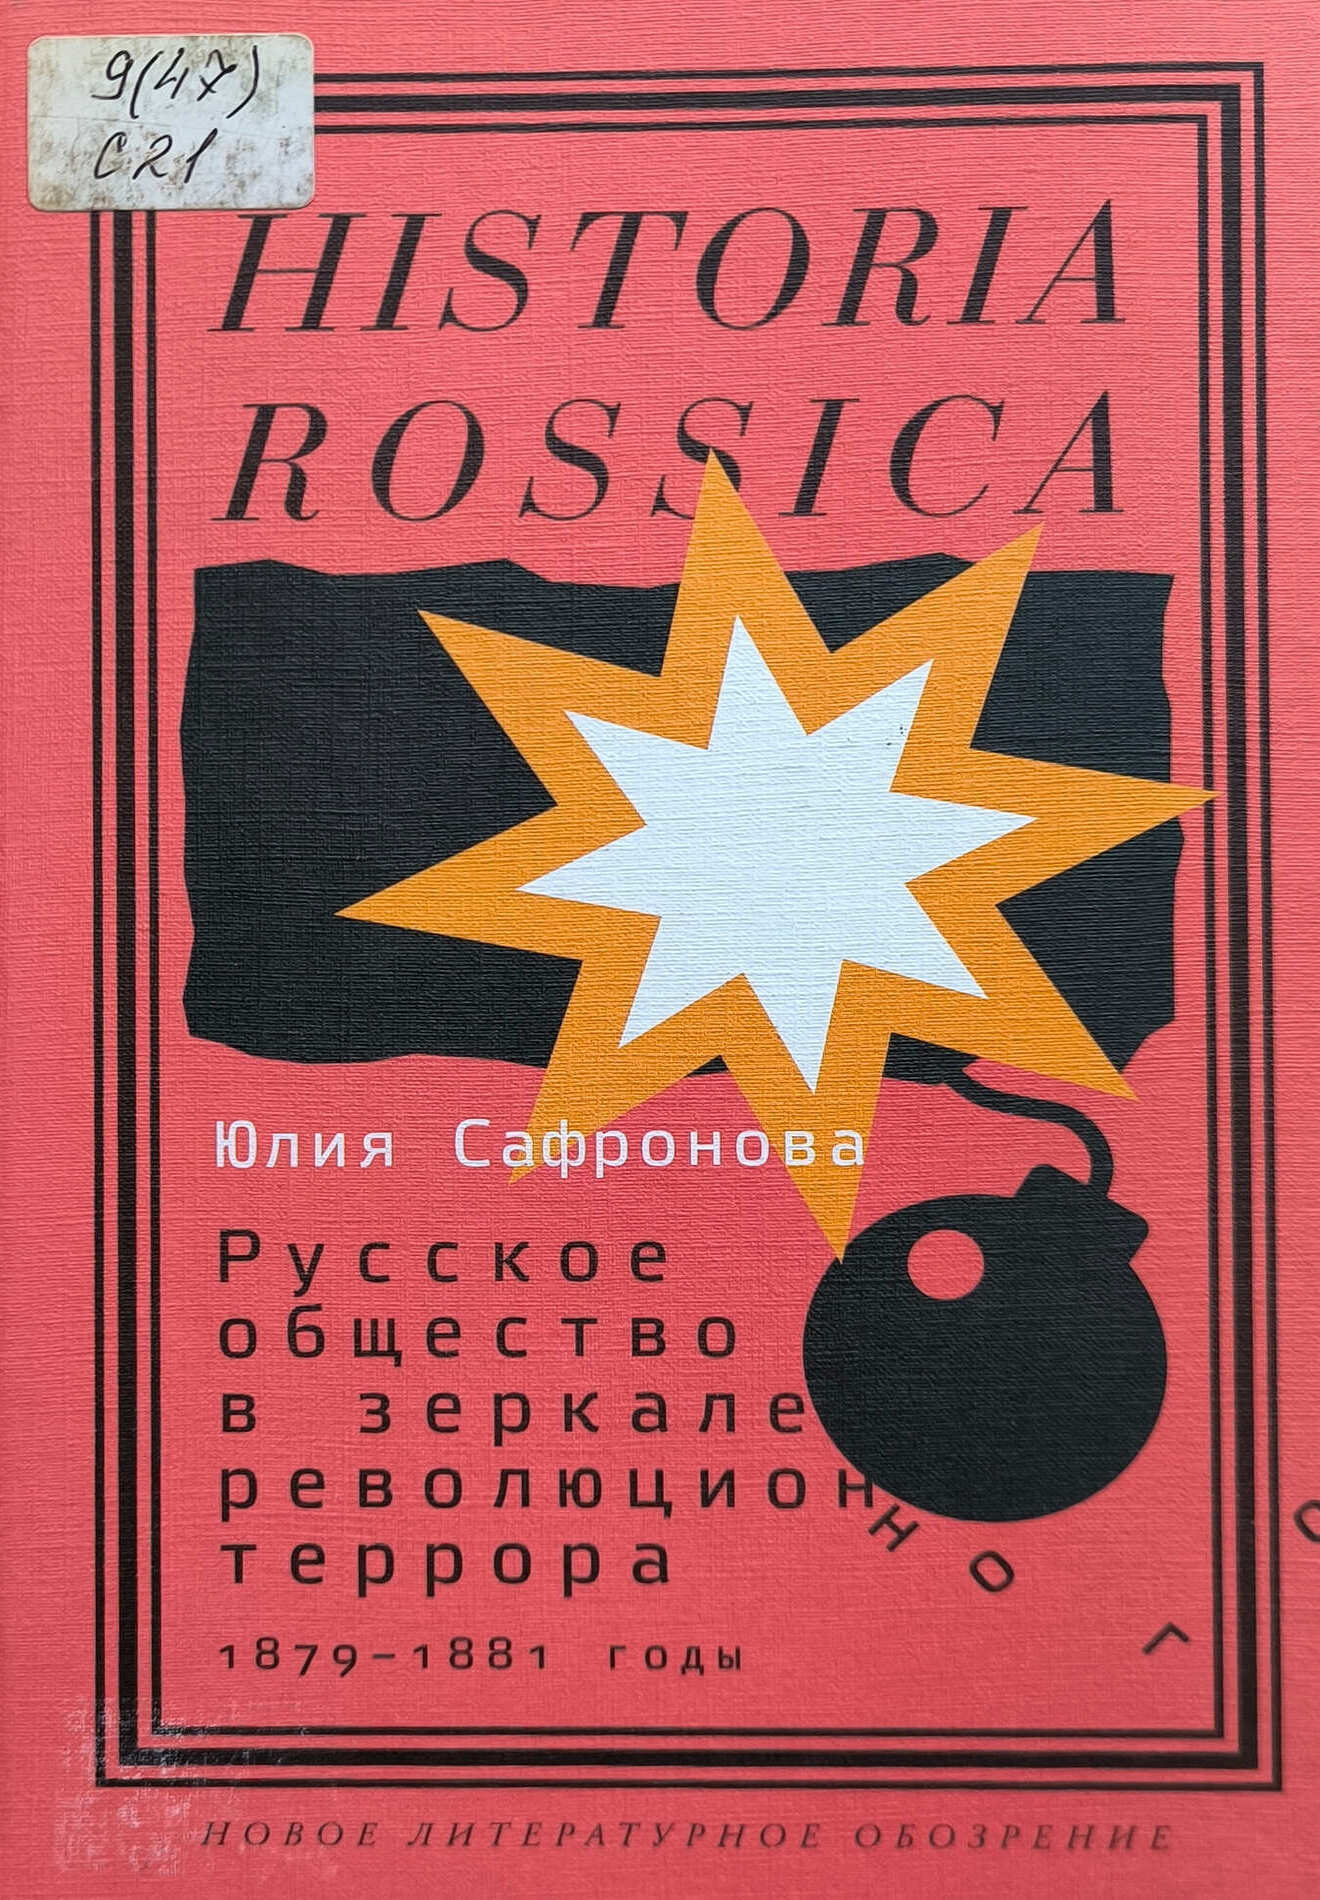 9(47)
С21
HISTORIA
ROSSICA
Юлия Сафронова
Русское
общество
в зеркале
революционного
террора
1879–1881 годы
НОВОЕ ЛИТЕРАТУРНОЕ ОБОЗРЕНИЕ